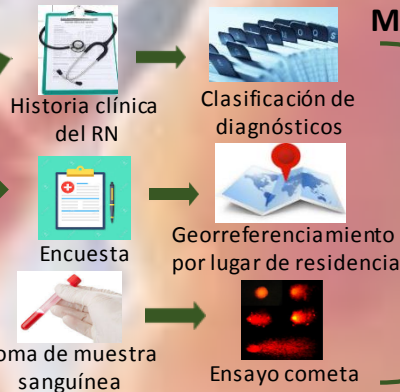 M
Historia clínica
del RN
Clasificación de
diagnósticos
Encuesta
Georreferenciamiento
por lugar de residencia
oma de muestra
sanguínea
Ensayo cometa